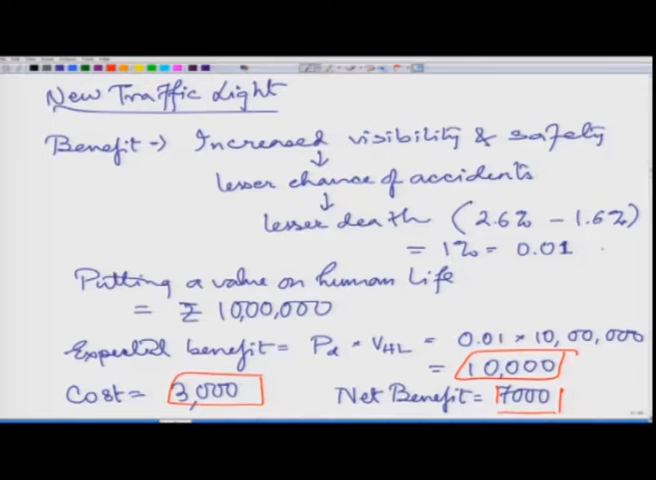 New Traffic Light
Benefit → Increased visibility & safety
↓
lesser chance of accidents
↓
lesser death (2.6% - 1.6%)
= 1% = 0.01
Putting a value on human life
= ₹ 10,00,000
Expected benefit = Pd × VHL = 0.01 × 10,00,000
= 10,000
Cost = 3,000 Net Benefit = 7000